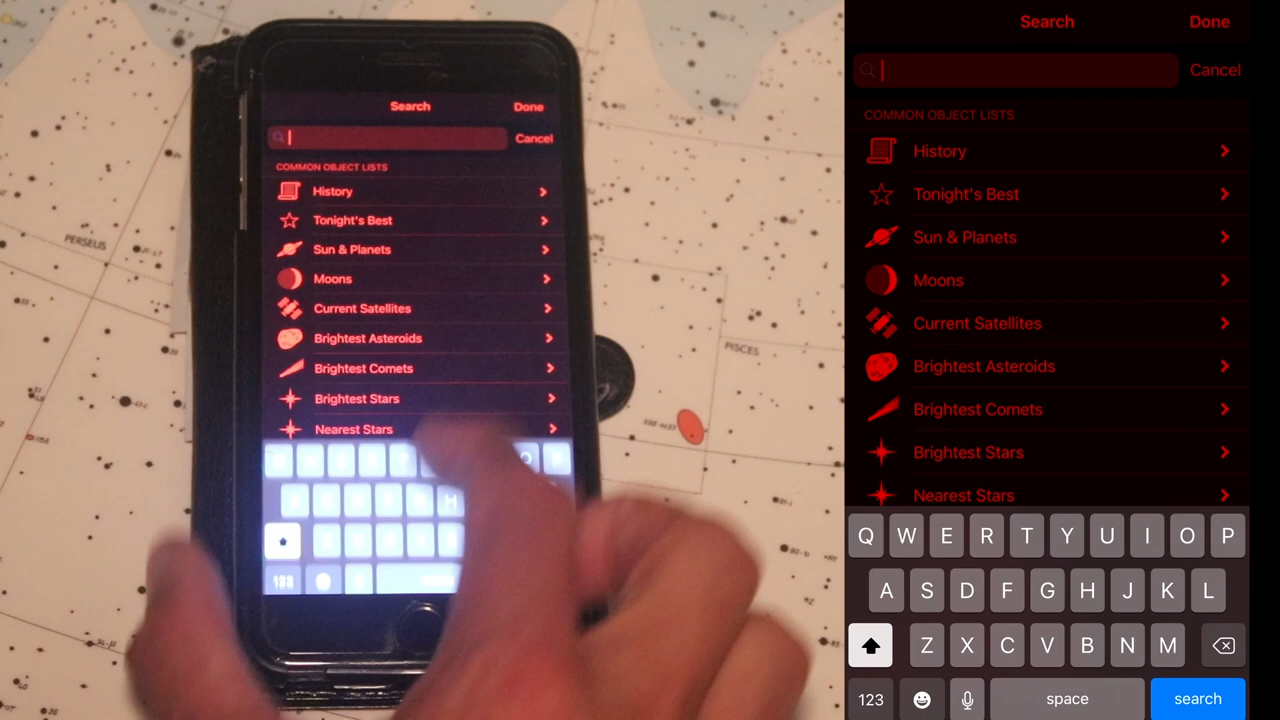 Search Done
Cancel
COMMON OBJECT LISTS
History
Tonight's Best
Sun & Planets
Moons
Current Satellites
Brightest Asteroids
Brightest Comets
Brightest Stars
Nearest Stars
H
123
PERSEUS
PISCES
Search Done
Cancel
COMMON OBJECT LISTS
History
Tonight's Best
Sun & Planets
Moons
Current Satellites
Brightest Asteroids
Brightest Comets
Brightest Stars
Nearest Stars
Q W E R T Y U I O P
A S D F G H J K L
Z X C V B N M
123 space search